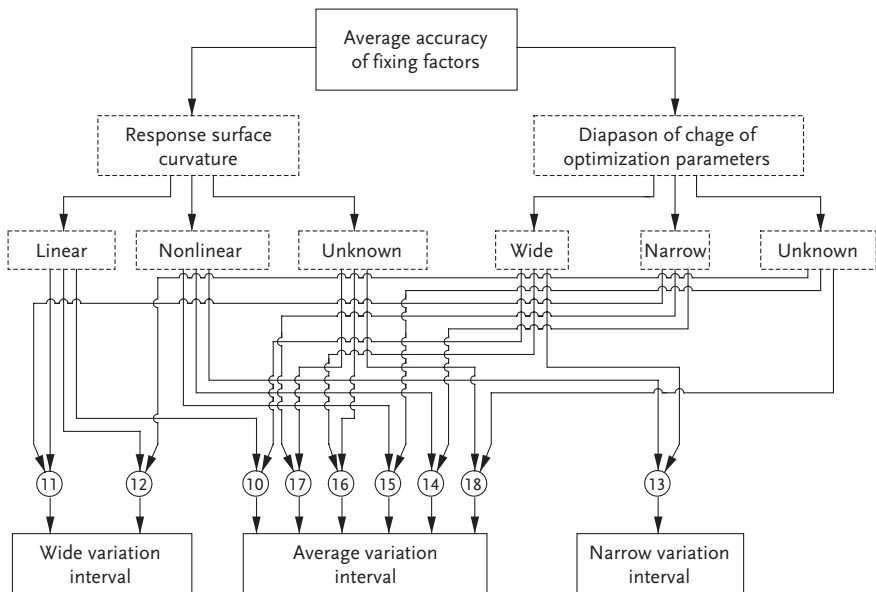 Average accuracy
of fixing factors
Response surface
curvature
Diapason of chage of
optimization parameters
Linear
Nonlinear
Unknown
Wide
Narrow
Unknown
11
12
10
17
16
15
14
18
13
Wide variation
interval
Average variation
interval
Narrow variation
interval